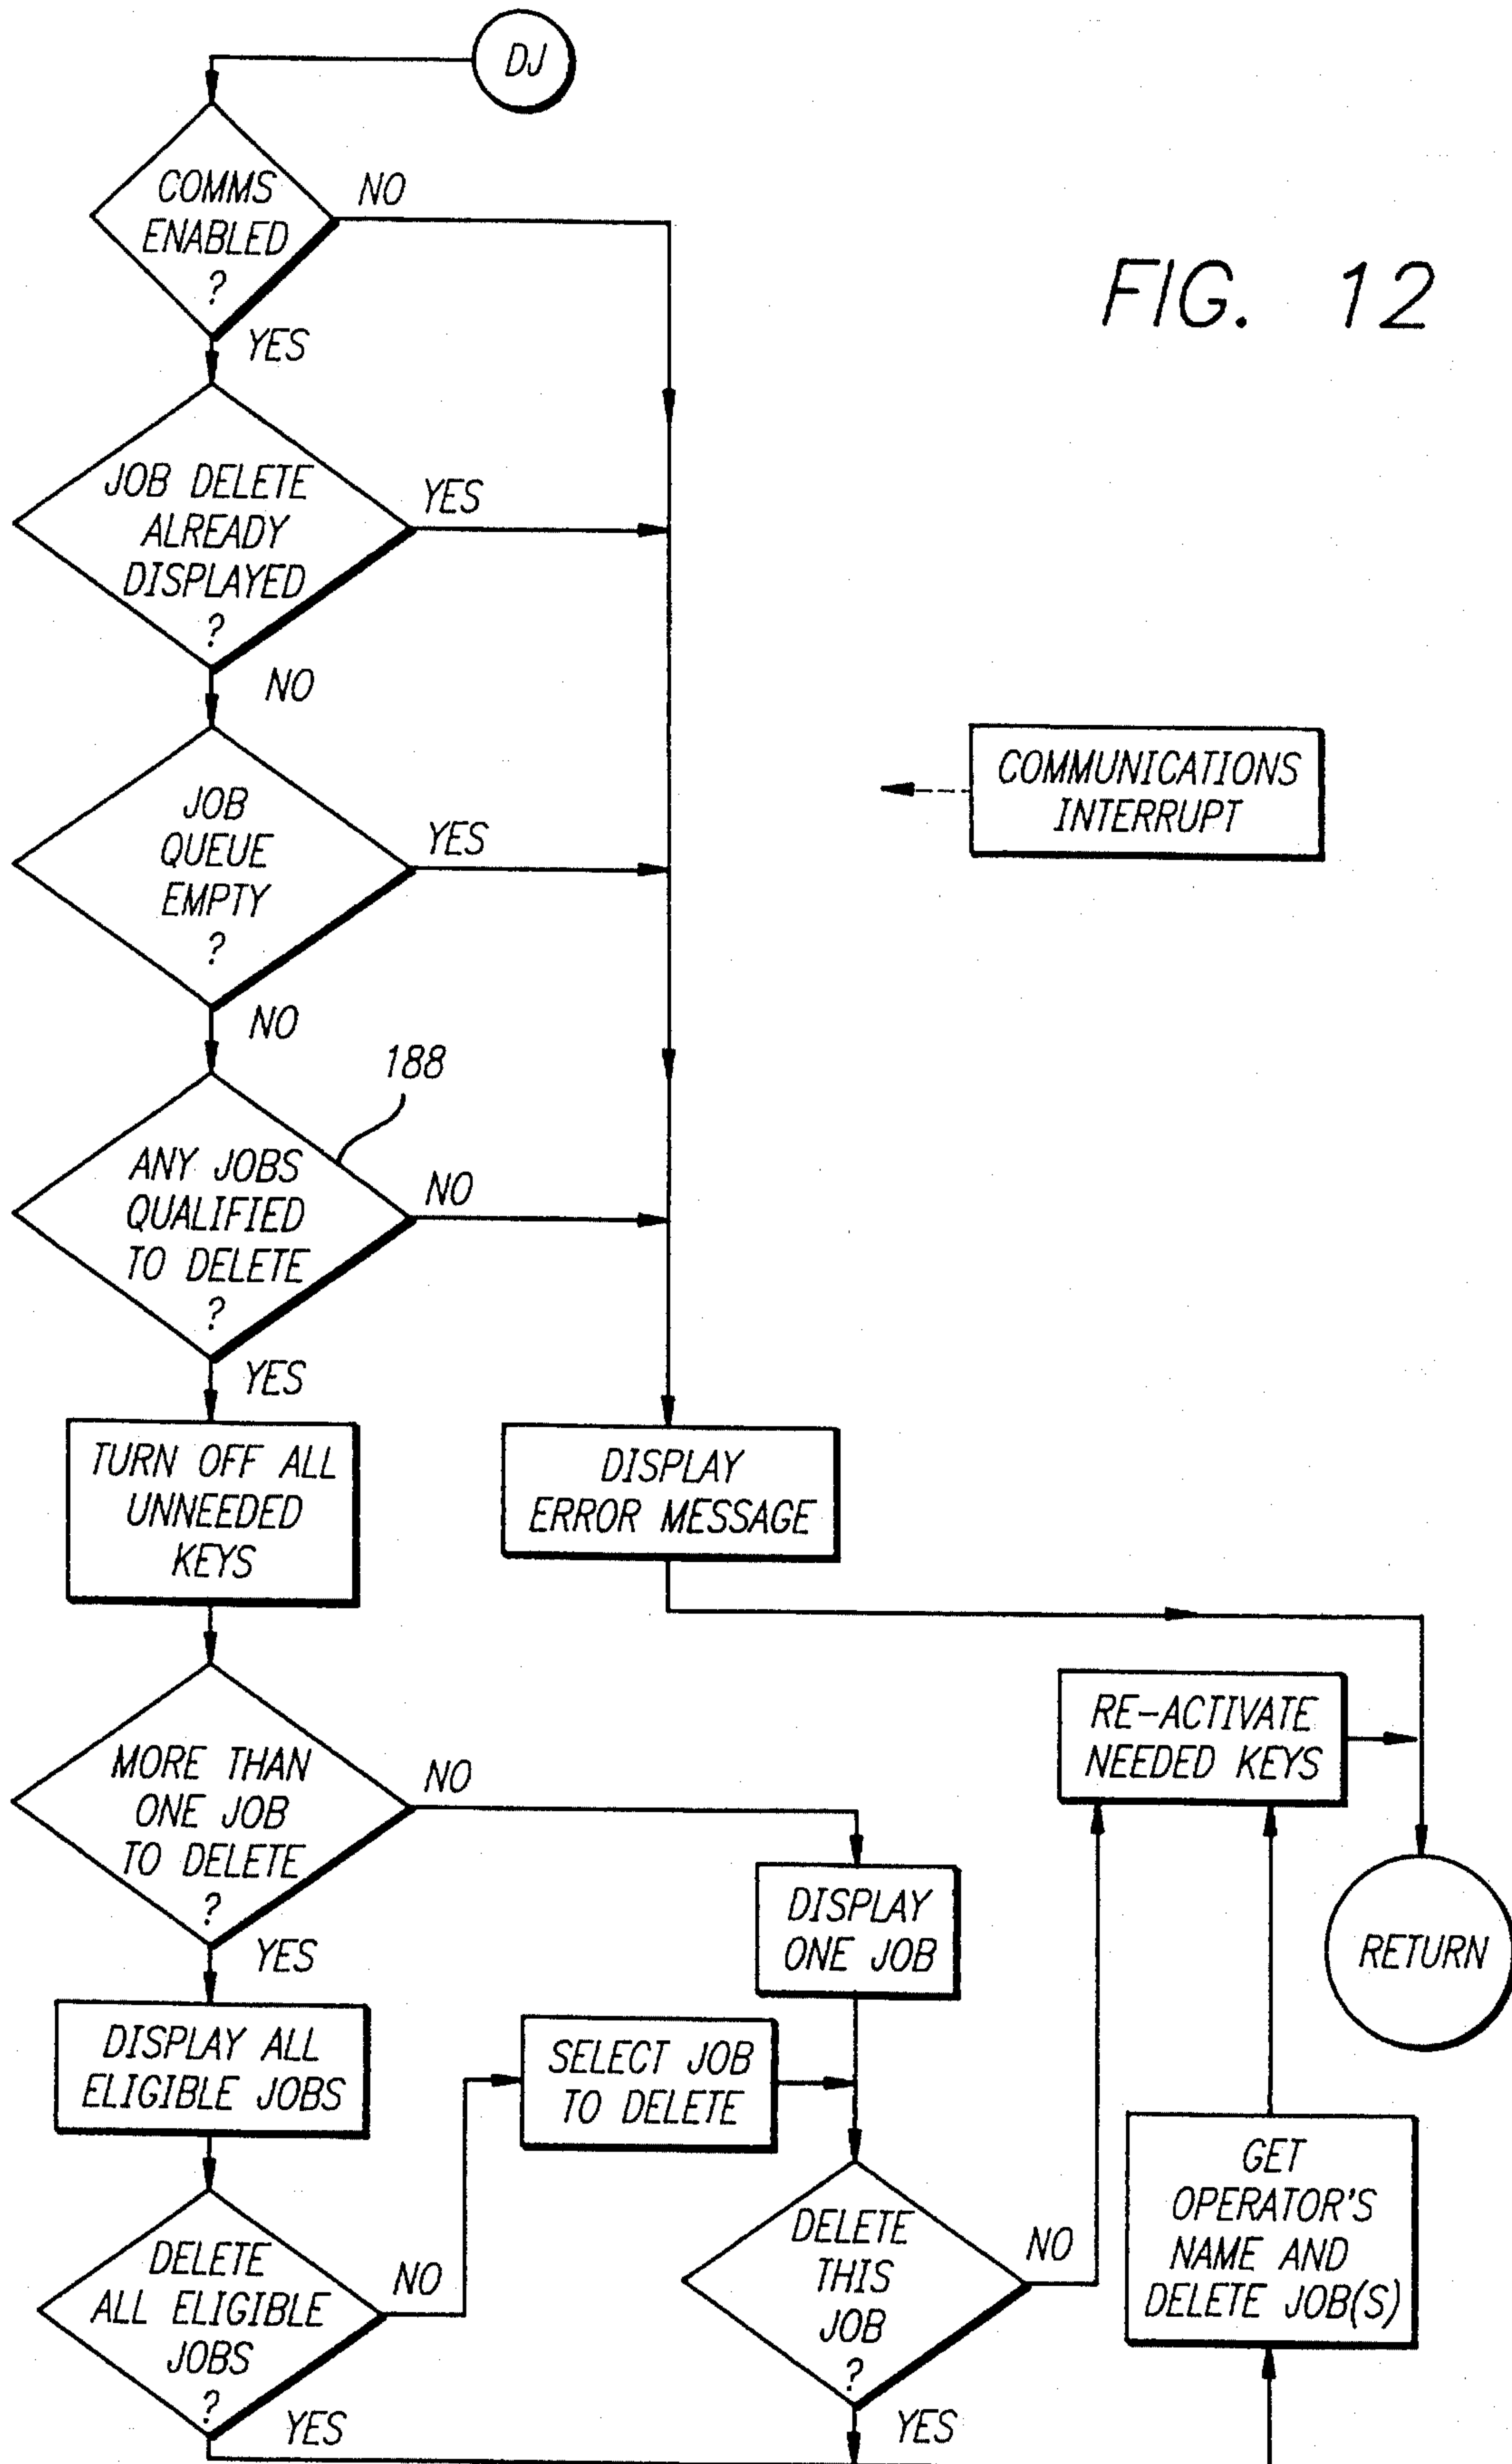 DJ
COMMS
ENABLED
?
NO
YES
FIG. 12
JOB DELETE
ALREADY
DISPLAYED
?
YES
NO
COMMUNICATIONS
INTERRUPT
JOB
QUEUE
EMPTY
?
YES
NO
188
ANY JOBS
QUALIFIED
TO DELETE
?
NO
YES
TURN OFF ALL
UNNEEDED
KEYS
DISPLAY
ERROR MESSAGE
RE-ACTIVATE
NEEDED KEYS
MORE THAN
ONE JOB
TO DELETE
?
NO
YES
DISPLAY
ONE JOB
RETURN
DISPLAY ALL
ELIGIBLE JOBS
SELECT JOB
TO DELETE
GET
OPERATOR'S
NAME AND
DELETE JOB(S)
DELETE
ALL ELIGIBLE
JOBS
?
NO
YES
DELETE
THIS
JOB
?
NO
YES